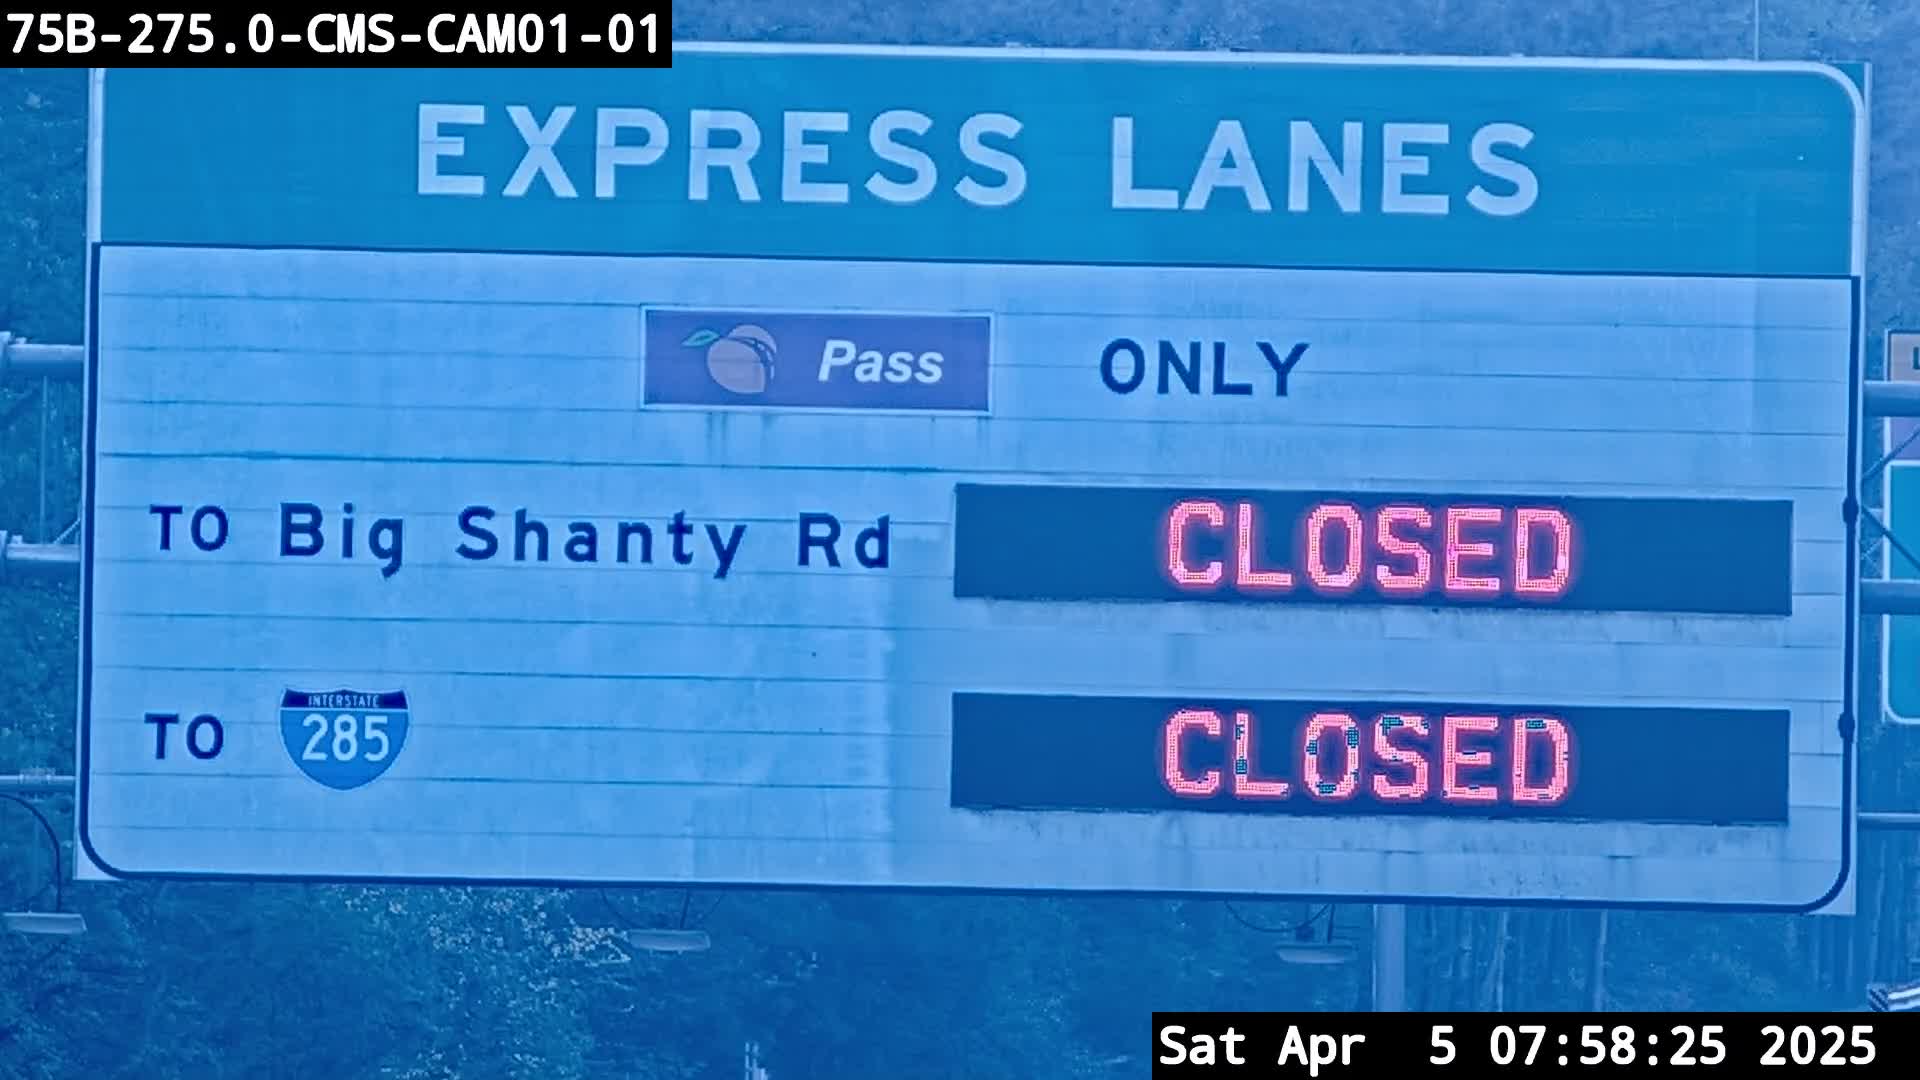 75B-275.0-CMS-CAM01-01
EXPRESS LANES
Pass ONLY
TO Big Shanty Rd CLOSED
TO INTERSTATE 285 CLOSED
Sat Apr 5 07:58:25 2025